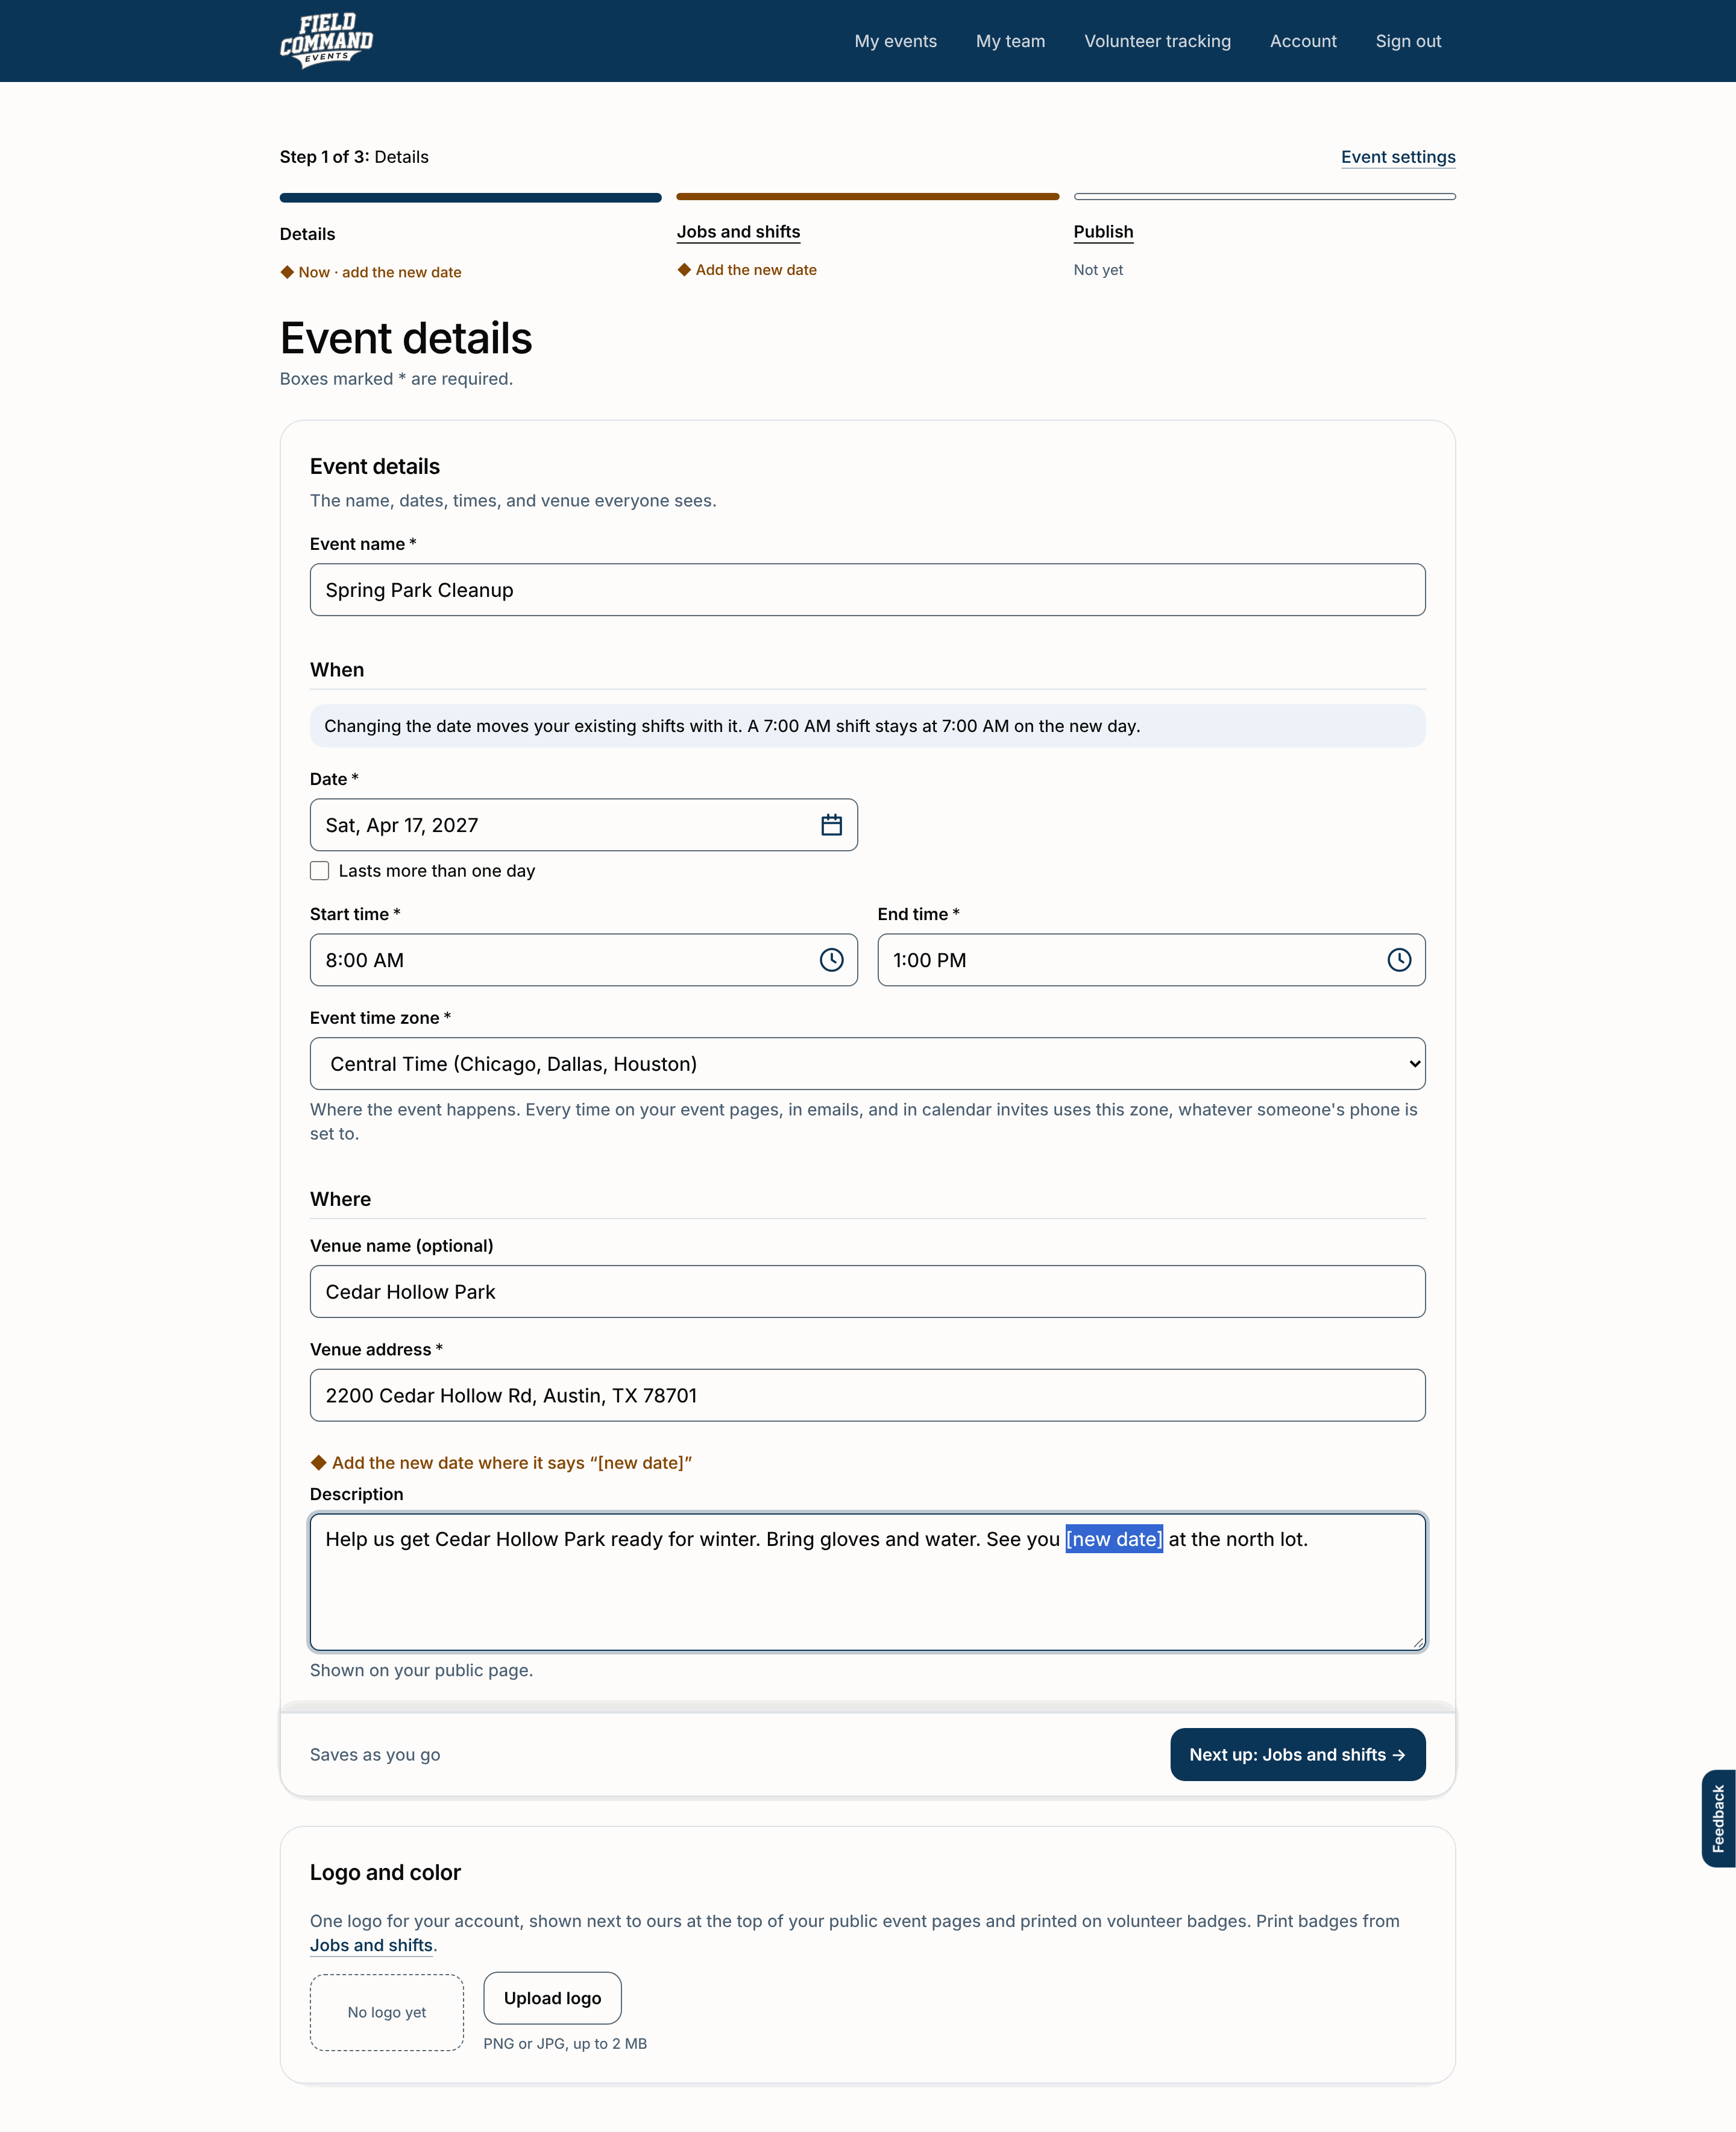 FIELD
COMMAND
EVENTS
My events
My team
Volunteer tracking
Account
Sign out
Step 1 of 3: Details
Event settings
Details
◆ Now · add the new date
Jobs and shifts
◆ Add the new date
Publish
Not yet
Event details
Boxes marked * are required.
Event details
The name, dates, times, and venue everyone sees.
Event name *
Spring Park Cleanup
When
Changing the date moves your existing shifts with it. A 7:00 AM shift stays at 7:00 AM on the new day.
Date *
Sat, Apr 17, 2027
Lasts more than one day
Start time *
8:00 AM
End time *
1:00 PM
Event time zone *
Central Time (Chicago, Dallas, Houston)
Where the event happens. Every time on your event pages, in emails, and in calendar invites uses this zone, whatever someone's phone is
set to.
Where
Venue name (optional)
Cedar Hollow Park
Venue address *
2200 Cedar Hollow Rd, Austin, TX 78701
◆ Add the new date where it says “[new date]”
Description
Help us get Cedar Hollow Park ready for winter. Bring gloves and water. See you [new date] at the north lot.
Shown on your public page.
Saves as you go
Next up: Jobs and shifts →
Feedback
Logo and color
One logo for your account, shown next to ours at the top of your public event pages and printed on volunteer badges. Print badges from
Jobs and shifts.
No logo yet
Upload logo
PNG or JPG, up to 2 MB